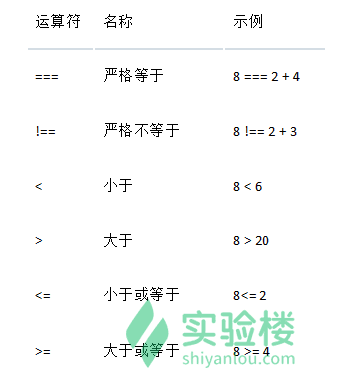 运算符 名称 示例
=== 严格等于 8 === 2 + 4
!== 严格不等于 8 !== 2 + 3
< 小于 8 < 6
> 大于 8 > 20
<= 小于或等于 8<= 2
>= 大于或等于 8 >= 4
实验楼
shiyanlou.com